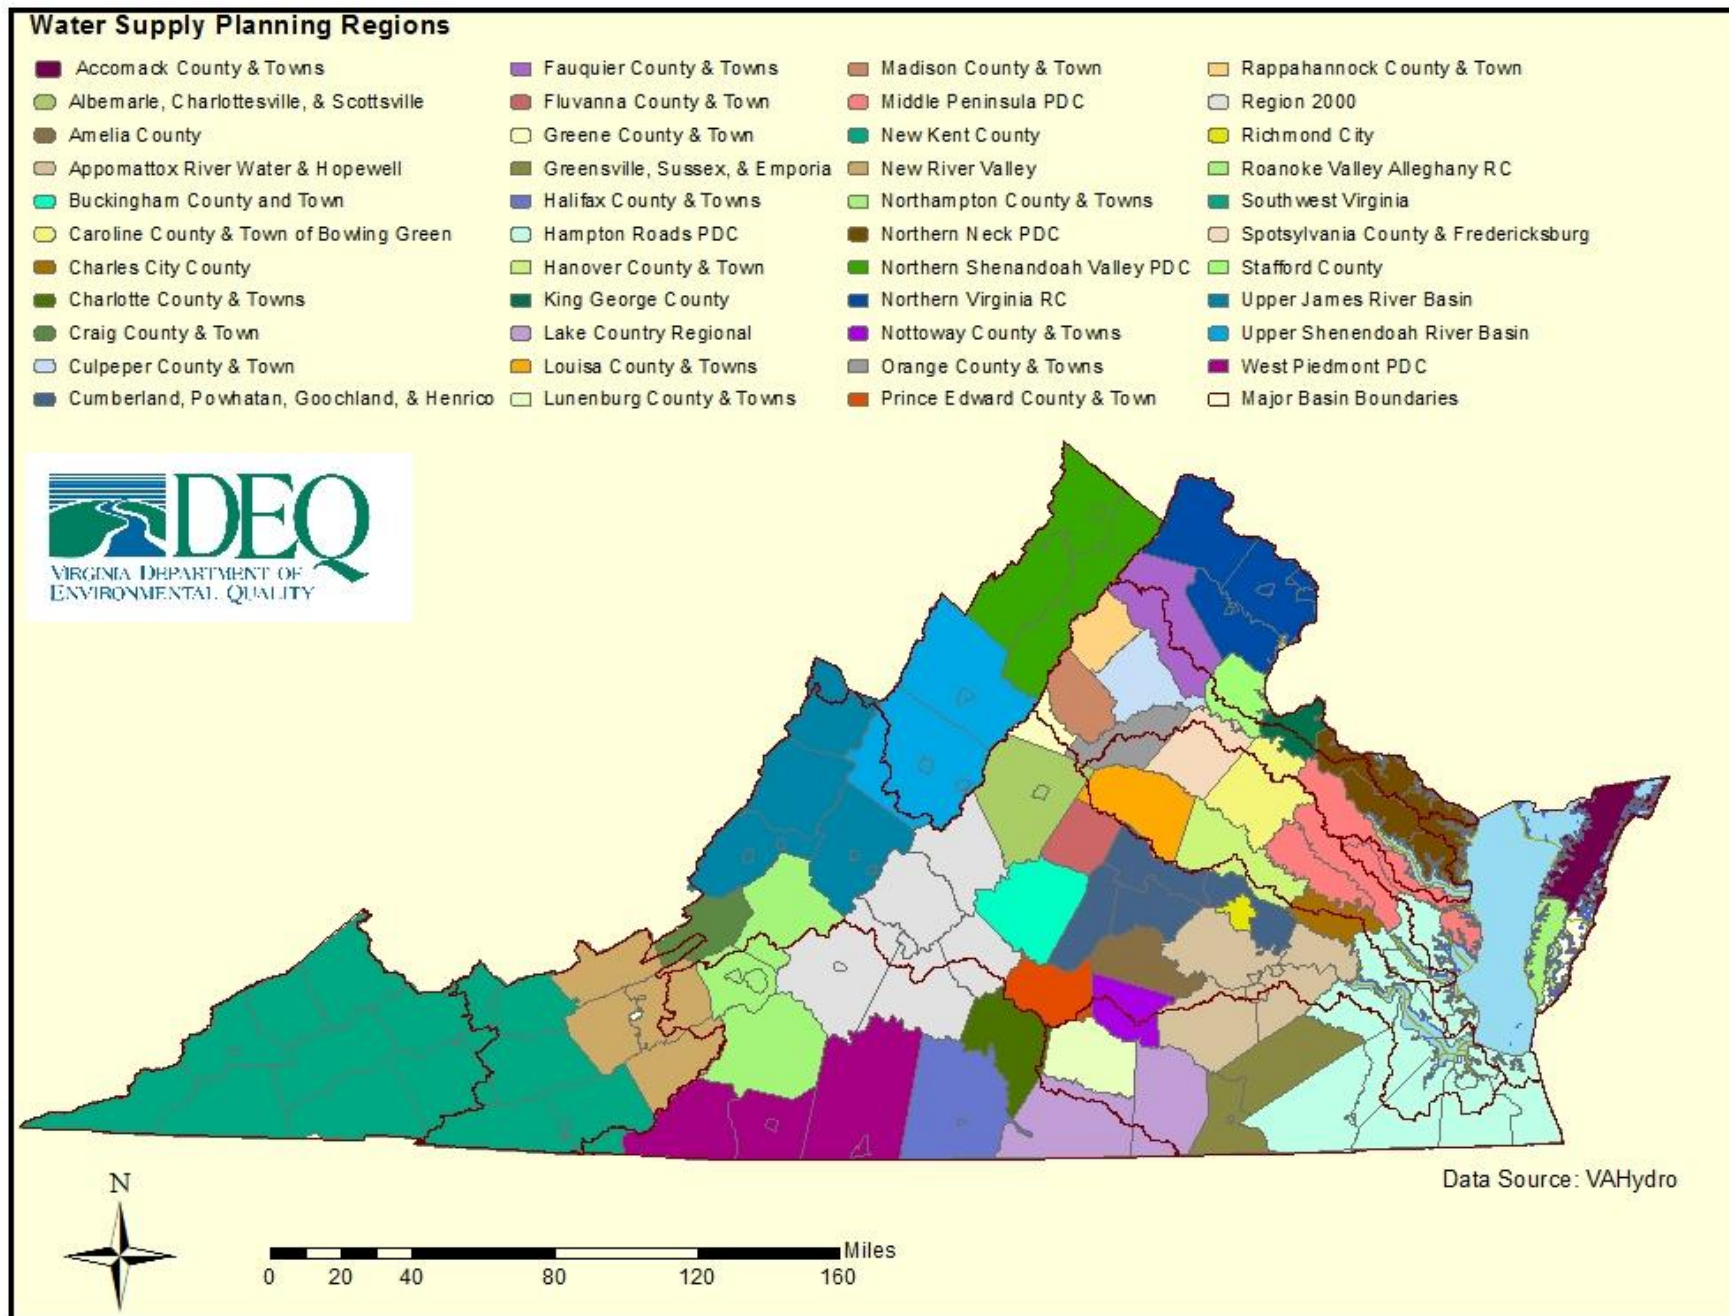 Water Supply Planning Regions
Accomack County & Towns
Albemarle, Charlottesville, & Scottsville
Amelia County
Appomattox River Water & Hopewell
Buckingham County and Town
Caroline County & Town of Bowling Green
Charles City County
Charlotte County & Towns
Craig County & Town
Culpeper County & Town
Cumberland, Powhatan, Goochland, & Henrico
Fauquier County & Towns
Fluvanna County & Town
Greene County & Town
Greensville, Sussex, & Emporia
Halifax County & Towns
Hampton Roads PDC
Hanover County & Town
King George County
Lake Country Regional
Louisa County & Towns
Lunenburg County & Towns
Madison County & Town
Middle Peninsula PDC
New Kent County
New River Valley
Northampton County & Towns
Northern Neck PDC
Northern Shenandoah Valley PDC
Northern Virginia RC
Nottoway County & Towns
Orange County & Towns
Prince Edward County & Town
Rappahannock County & Town
Region 2000
Richmond City
Roanoke Valley Alleghany RC
Southwest Virginia
Spotsylvania County & Fredericksburg
Stafford County
Upper James River Basin
Upper Shenendoah River Basin
West Piedmont PDC
Major Basin Boundaries
DEQ
VIRGINIA DEPARTMENT OF
ENVIRONMENTAL QUALITY
Data Source: VAHydro
N
Miles
0 20 40 80 120 160